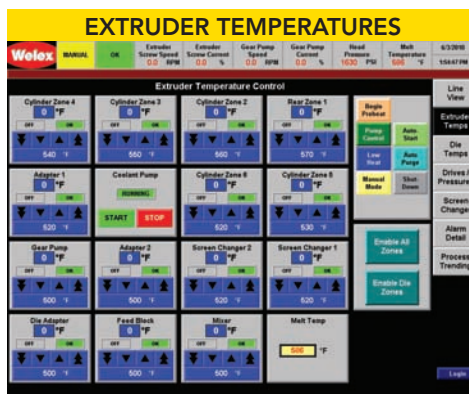 EXTRUDER TEMPERATURES
Welex MANUAL OK Extruder Screw Speed 0.0 RPM Extruder Screw Current 0.0 % Gear Pump Speed 0.0 RPM Gear Pump Current 0.0 % Head Pressure 1630 PSI Melt Temperature 586 °F 6/3/2010 1:54:47 PM
Extruder Temperature Control
Line View
Cylinder Zone 4 Cylinder Zone 3 Cylinder Zone 2 Rear Zone 1
0 °F 0 °F 0 °F 0 °F
OFF ON OFF ON OFF ON OFF ON
540 °F 550 °F 560 °F 570 °F
Begin Preheat
Pump Control Auto Start
Low Heat Auto Purge
Manual Mode Shut Down
Extruder Temps
Die Temps
Drives / Pressure
Adapter 1 Coolant Pump Cylinder Zone 6 Cylinder Zone 5
0 °F RUNNING 0 °F 0 °F
OFF ON OFF ON OFF ON
START STOP
520 °F 520 °F 530 °F
Screen Change
Alarm Detail
Process Trending
Gear Pump Adapter 2 Screen Changer 2 Screen Changer 1
0 °F 0 °F 0 °F 0 °F
OFF ON OFF ON OFF ON OFF ON
500 °F 500 °F 520 °F 520 °F
Enable All Zones
Enable Die Zones
Die Adapter Feed Block Mixer Melt Temp
0 °F 0 °F 0 °F
OFF ON OFF ON OFF ON
586 °F
500 °F 500 °F 500 °F
Login